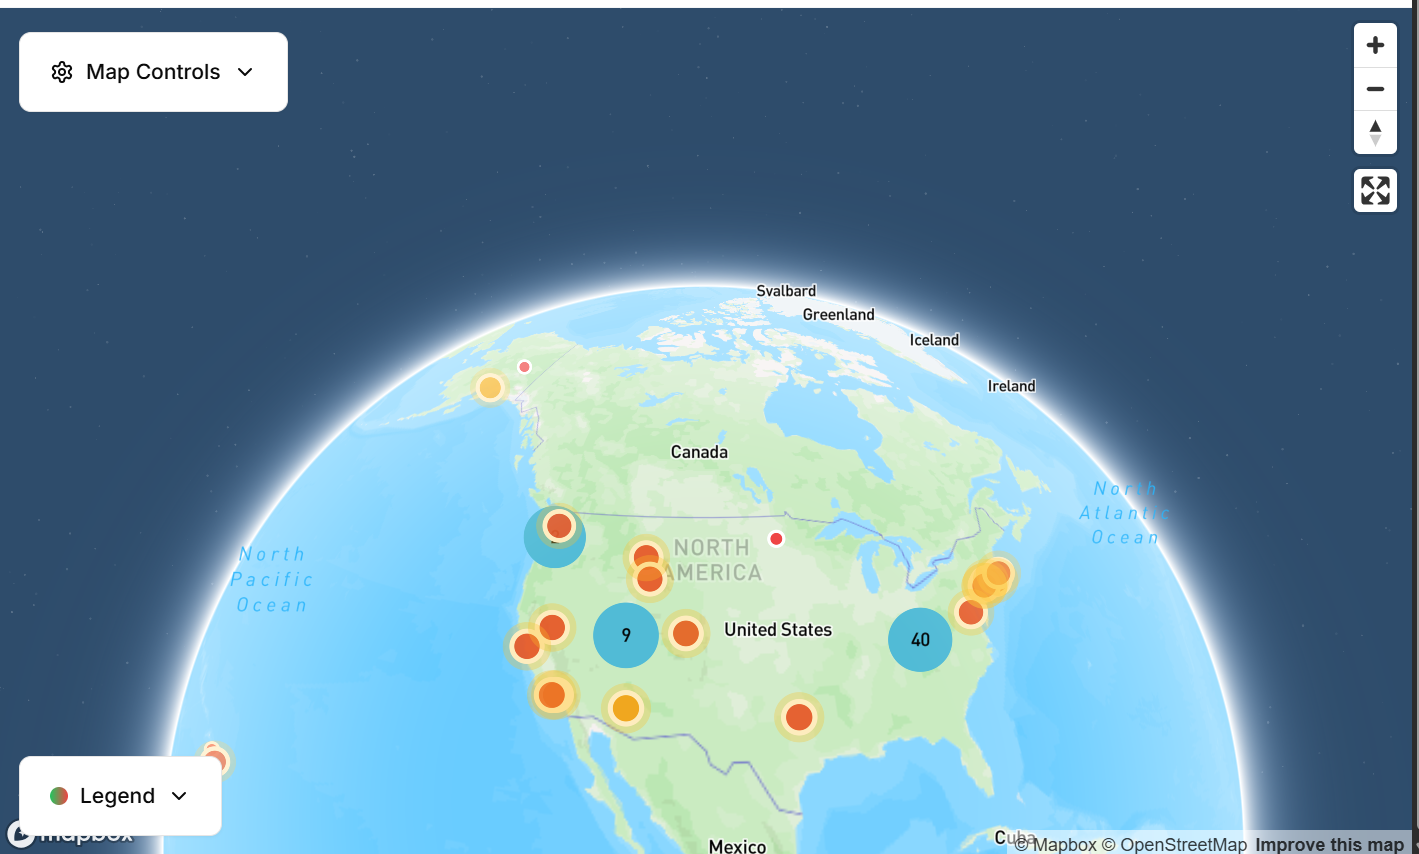 Map Controls
Svalbard
Greenland
Iceland
Ireland
Canada
North
Atlantic
Ocean
North
Pacific
Ocean
NORTH
AMERICA
9
United States
40
Legend
mapbox
Mexico
Cuba
© Mapbox © OpenStreetMap Improve this map